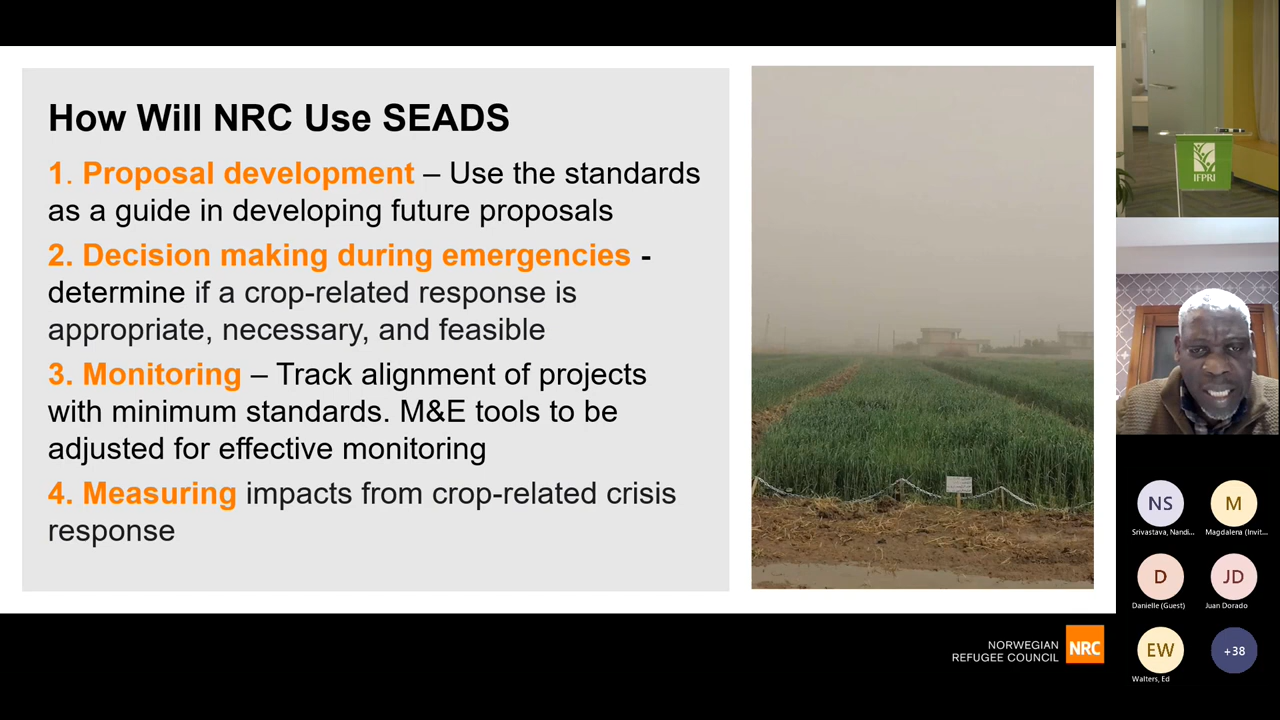 How Will NRC Use SEADS
1. Proposal development – Use the standards
as a guide in developing future proposals
2. Decision making during emergencies -
determine if a crop-related response is
appropriate, necessary, and feasible
3. Monitoring – Track alignment of projects
with minimum standards. M&E tools to be
adjusted for effective monitoring
4. Measuring impacts from crop-related crisis
response
NORWEGIAN
REFUGEE COUNCIL
NRC
IFPRI
NS
M
Srivastava, Nandi...
Magdalena (Invit...
D
JD
Danielle (Guest)
Juan Dorado
EW
+38
Walters, Ed